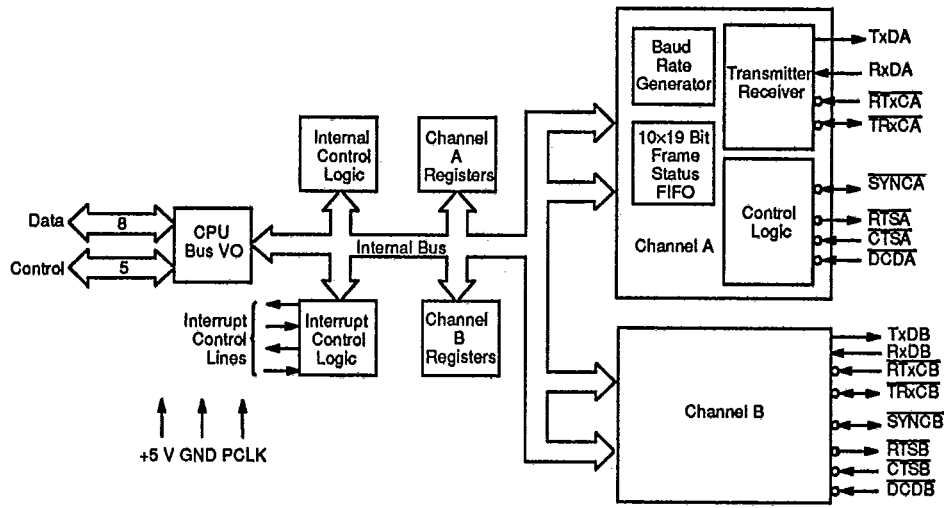 Baud
Rate
Generator
Transmitter
Receiver
10×19 Bit
Frame
Status
FIFO
Control
Logic
Channel A
TxDA
RxDA
RTxCA
TRxCA
SYNCA
RTSA
CTSA
DCDA
Internal
Control
Logic
Channel
A
Registers
Data
8
Control
5
CPU
Bus VO
Internal Bus
Interrupt
Control
Lines
Interrupt
Control
Logic
Channel
B
Registers
+5 V GND PCLK
Channel B
TxDB
RxDB
RTxCB
TRxCB
SYNCB
RTSB
CTSB
DCDB